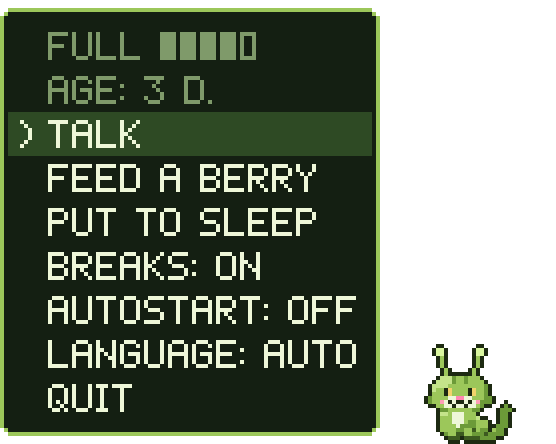 FULL
AGE: 3 D.
TALK
FEED A BERRY
PUT TO SLEEP
BREAKS: ON
AUTOSTART: OFF
LANGUAGE: AUTO
QUIT